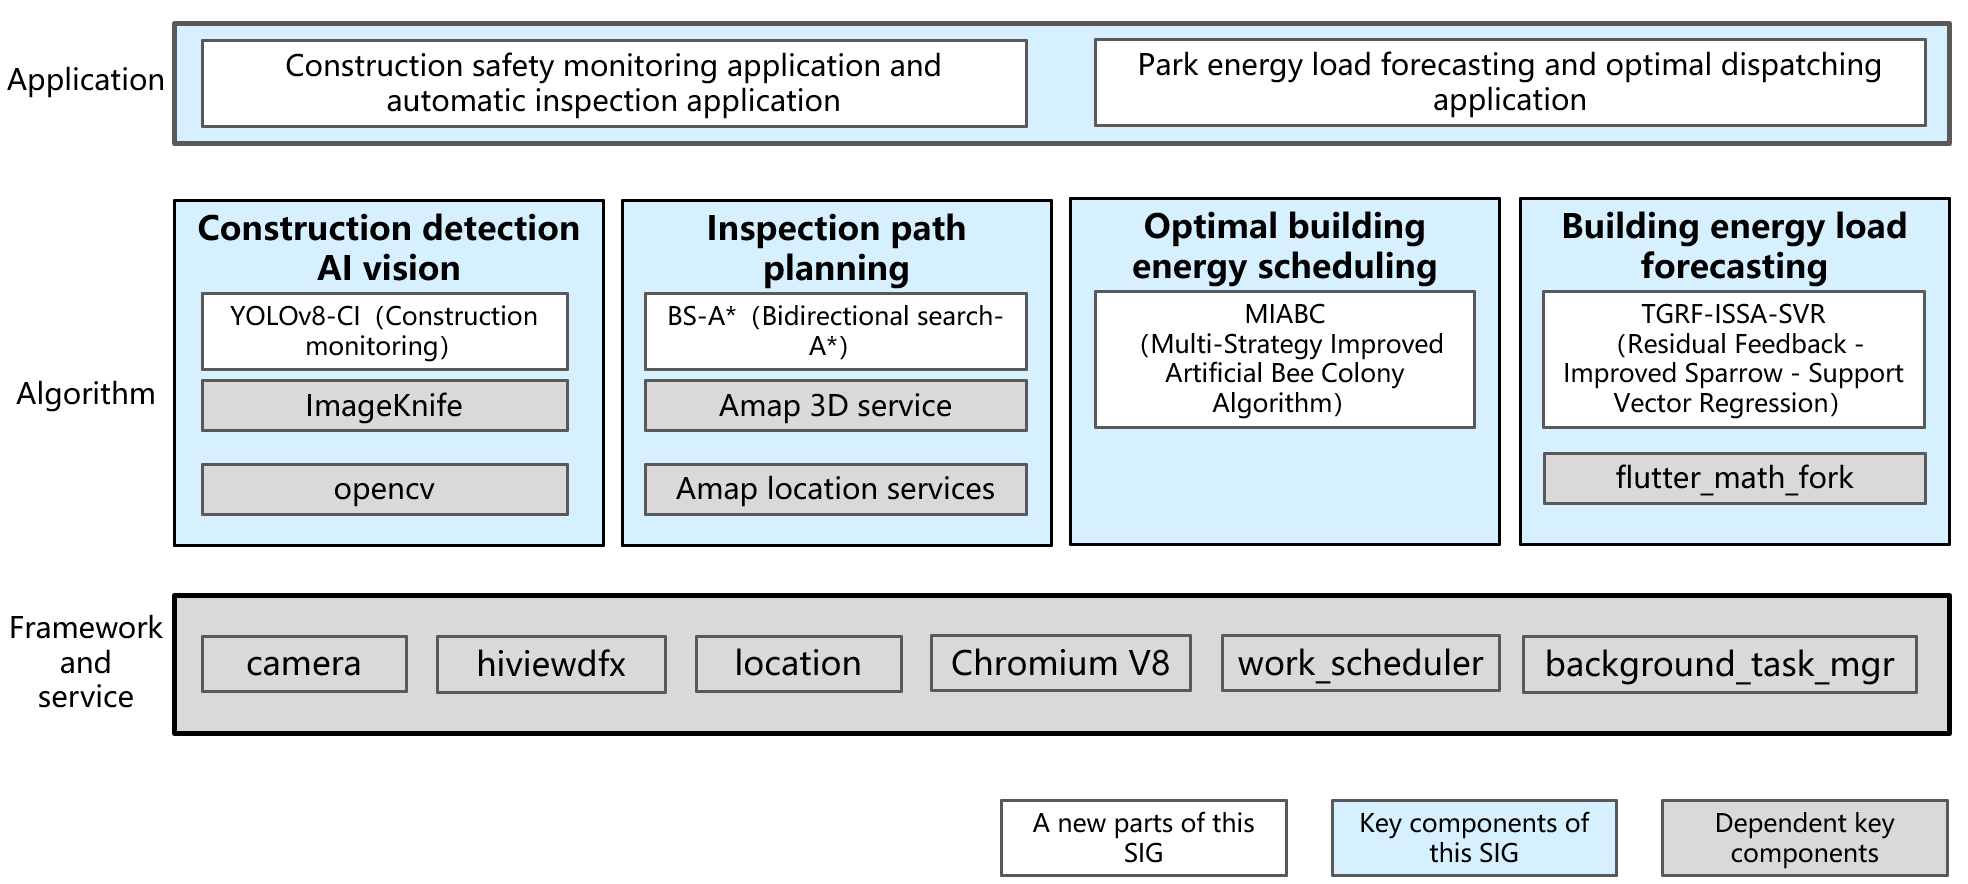 Application
Construction safety monitoring application and
automatic inspection application
Park energy load forecasting and optimal dispatching
application
Algorithm
Construction detection
AI vision
YOLOv8-CI（Construction
monitoring）
ImageKnife
opencv
Inspection path
planning
BS-A*（Bidirectional search-
A*）
Amap 3D service
Amap location services
Optimal building
energy scheduling
MIABC
（Multi-Strategy Improved
Artificial Bee Colony
Algorithm）
Building energy load
forecasting
TGRF-ISSA-SVR
（Residual Feedback -
Improved Sparrow - Support
Vector Regression）
flutter_math_fork
Framework
and
service
camera
hiviewdfx
location
Chromium V8
work_scheduler
background_task_mgr
A new parts of this
SIG
Key components of
this SIG
Dependent key
components